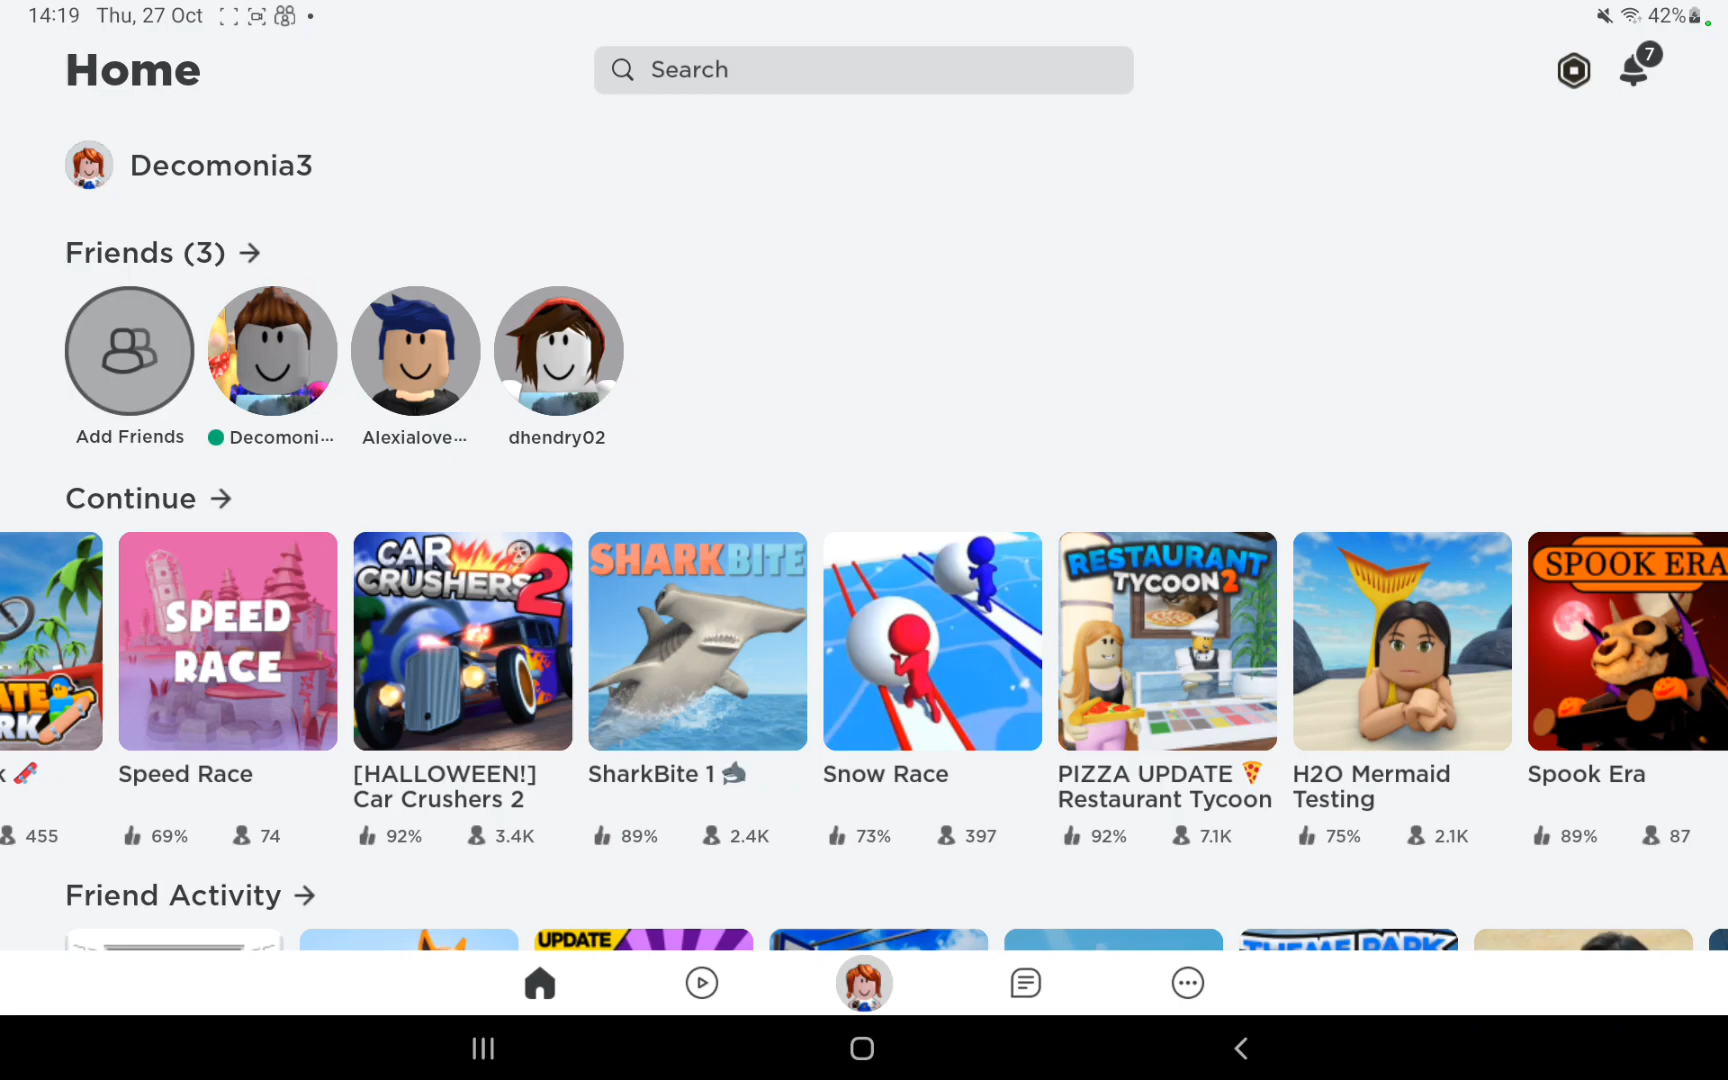 14:19 Thu, 27 Oct
42%
Home
Search
7
Decomonia3
Friends (3)
Add Friends
Decomoni...
Alexialove...
dhendry02
Continue
SPEED
RACE
CAR
CRUSHERS 2
SHARKBITE
RESTAURANT
TYCOON 2
SPOOK ERA
Speed Race
[HALLOWEEN!]
Car Crushers 2
SharkBite 1
Snow Race
PIZZA UPDATE
Restaurant Tycoon
H2O Mermaid
Testing
Spook Era
455
69% 74
92% 3.4K
89% 2.4K
73% 397
92% 7.1K
75% 2.1K
89% 87
Friend Activity
UPDATE
THEME PARK